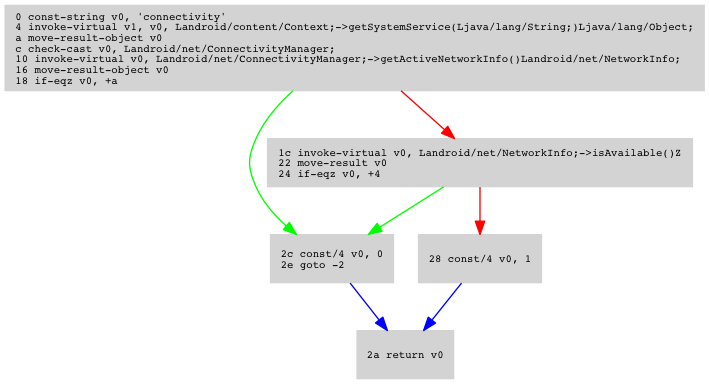 0 const-string v0, 'connectivity'
4 invoke-virtual v1, v0, Landroid/content/Context;->getSystemService(Ljava/lang/String;)Ljava/lang/Object;
a move-result-object v0
c check-cast v0, Landroid/net/ConnectivityManager;
10 invoke-virtual v0, Landroid/net/ConnectivityManager;->getActiveNetworkInfo()Landroid/net/NetworkInfo;
16 move-result-object v0
18 if-eqz v0, +a
1c invoke-virtual v0, Landroid/net/NetworkInfo;->isAvailable()Z
22 move-result v0
24 if-eqz v0, +4
2c const/4 v0, 0
2e goto -2
28 const/4 v0, 1
2a return v0